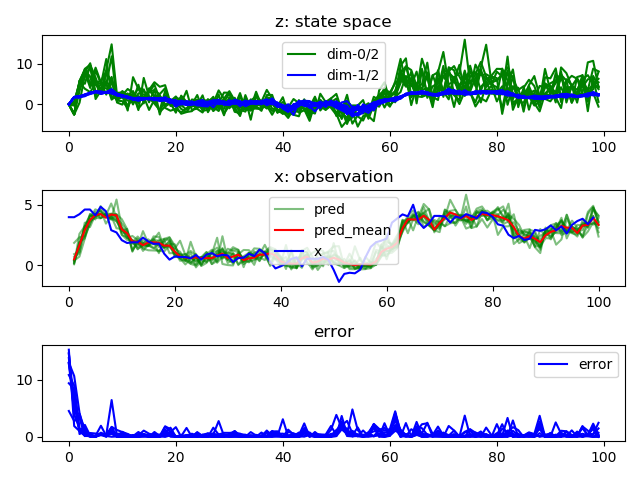 z: state space
10
0
dim-0/2
dim-1/2
0 20 40 60 80 100
x: observation
5
0
pred
pred_mean
x
0 20 40 60 80 100
error
10
0
error
0 20 40 60 80 100